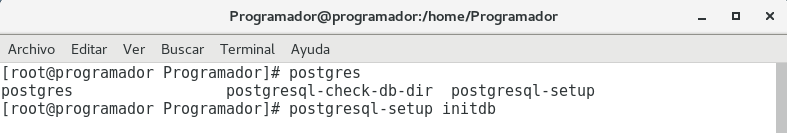 Programador@programador:/home/Programador
Archivo Editar Ver Buscar Terminal Ayuda
[root@programador Programador]# postgres
postgres postgresql-check-db-dir postgresql-setup
[root@programador Programador]# postgresql-setup initdb